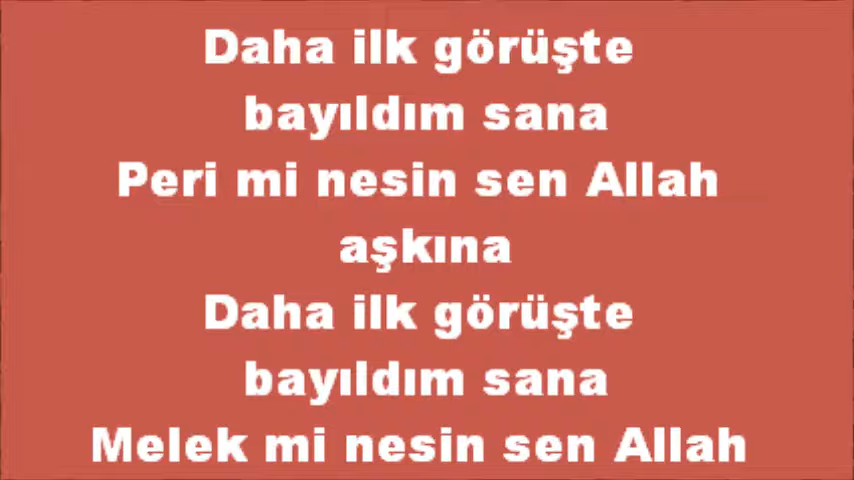 Daha ilk görüşte
bayıldım sana
Peri mi nesin sen Allah
aşkına
Daha ilk görüşte
bayıldım sana
Melek mi nesin sen Allah